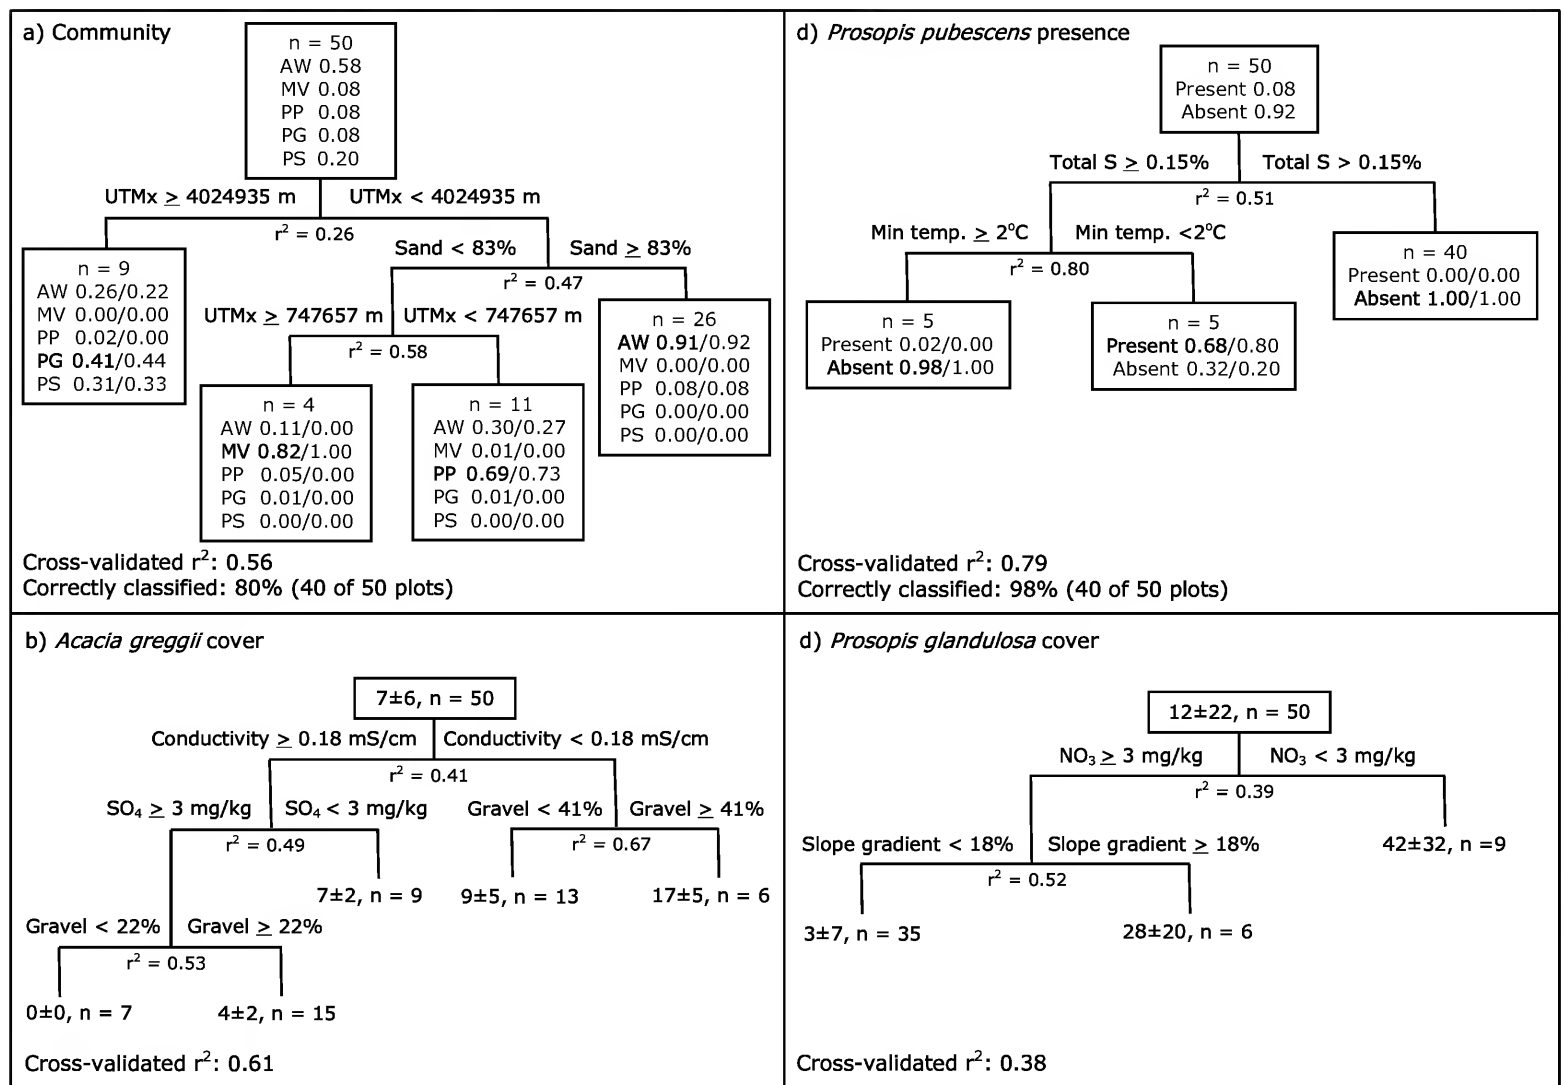 a) Community
n = 50
AW 0.58
MV 0.08
PP 0.08
PG 0.08
PS 0.20
UTMx ≥ 4024935 m UTMx < 4024935 m
r² = 0.26
n = 9
AW 0.26/0.22
MV 0.00/0.00
PP 0.02/0.00
PG 0.41/0.44
PS 0.31/0.33
Sand < 83% Sand ≥ 83%
r² = 0.47
UTMx ≥ 747657 m UTMx < 747657 m
r² = 0.58
n = 26
AW 0.91/0.92
MV 0.00/0.00
PP 0.08/0.08
PG 0.00/0.00
PS 0.00/0.00
n = 4
AW 0.11/0.00
MV 0.82/1.00
PP 0.05/0.00
PG 0.01/0.00
PS 0.00/0.00
n = 11
AW 0.30/0.27
MV 0.01/0.00
PP 0.69/0.73
PG 0.01/0.00
PS 0.00/0.00
Cross-validated r²: 0.56
Correctly classified: 80% (40 of 50 plots)
d) Prosopis pubescens presence
n = 50
Present 0.08
Absent 0.92
Total S ≥ 0.15% Total S > 0.15%
r² = 0.51
Min temp. ≥ 2°C Min temp. <2°C
r² = 0.80
n = 40
Present 0.00/0.00
Absent 1.00/1.00
n = 5
Present 0.02/0.00
Absent 0.98/1.00
n = 5
Present 0.68/0.80
Absent 0.32/0.20
Cross-validated r²: 0.79
Correctly classified: 98% (40 of 50 plots)
b) Acacia greggii cover
7±6, n = 50
Conductivity ≥ 0.18 mS/cm Conductivity < 0.18 mS/cm
r² = 0.41
SO₄ ≥ 3 mg/kg SO₄ < 3 mg/kg
r² = 0.49
Gravel < 41% Gravel ≥ 41%
r² = 0.67
7±2, n = 9
9±5, n = 13
17±5, n = 6
Gravel < 22% Gravel ≥ 22%
r² = 0.53
0±0, n = 7
4±2, n = 15
Cross-validated r²: 0.61
d) Prosopis glandulosa cover
12±22, n = 50
NO₃ ≥ 3 mg/kg NO₃ < 3 mg/kg
r² = 0.39
Slope gradient < 18% Slope gradient ≥ 18%
r² = 0.52
42±32, n =9
3±7, n = 35
28±20, n = 6
Cross-validated r²: 0.38